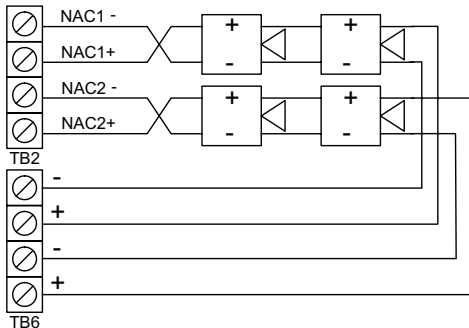 NAC1 -
+ +
NAC1+
- -
NAC2 -
+ +
NAC2+
- -
TB2
-
+
-
+
TB6